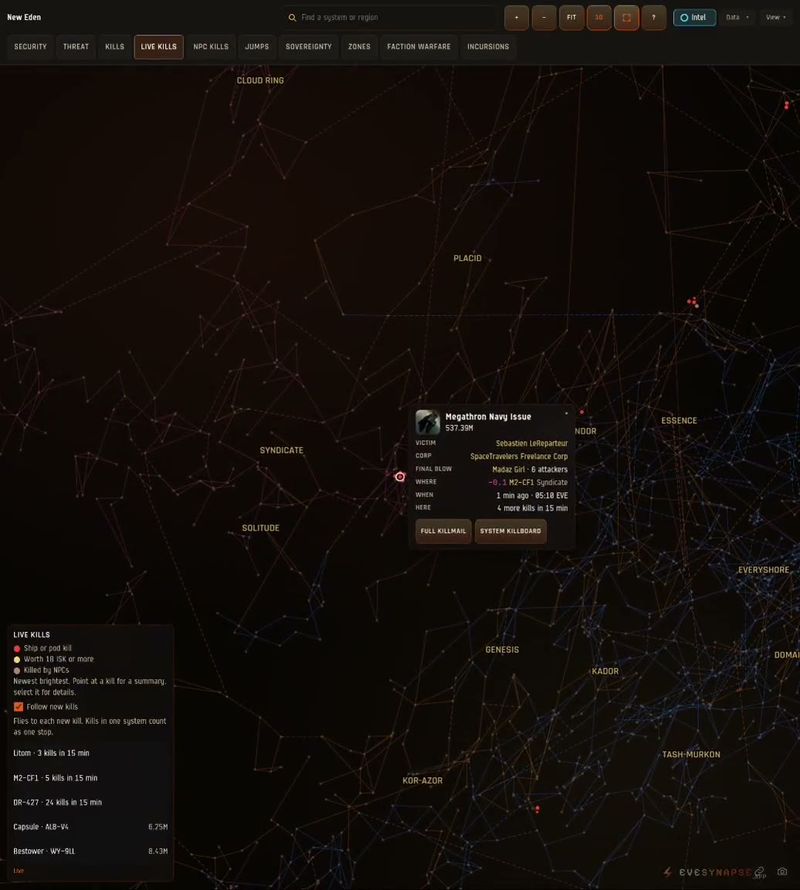 New Eden
Find a system or region
+ − FIT 3D ? Intel Data View
SECURITY THREAT KILLS LIVE KILLS NPC KILLS JUMPS SOVEREIGNTY ZONES FACTION WARFARE INCURSIONS
CLOUD RING
PLACID
NDOR
ESSENCE
SYNDICATE
SOLITUDE
EVERYSHORE
GENESIS
DOMAI
KADOR
TASH-MURKON
KOR-AZOR
Megathron Navy Issue
537.39M
VICTIM Sebastien LeReparteur
CORP SpaceTravelers Freelance Corp
FINAL BLOW Madaz Girl · 6 attackers
WHERE -0.1 M2-CF1 Syndicate
WHEN 1 min ago · 05:10 EVE
HERE 4 more kills in 15 min
FULL KILLMAIL SYSTEM KILLBOARD
LIVE KILLS
Ship or pod kill
Worth 1B ISK or more
Killed by NPCs
Newest brightest. Point at a kill for a summary,
select it for details.
Follow new kills
Flies to each new kill. Kills in one system count
as one stop.
Litom · 3 kills in 15 min
M2-CF1 · 5 kills in 15 min
DR-427 · 24 kills in 15 min
Capsule · AL8-V4 6.25M
Bestower · WY-9LL 8.43M
Live
EVESYNAPSE